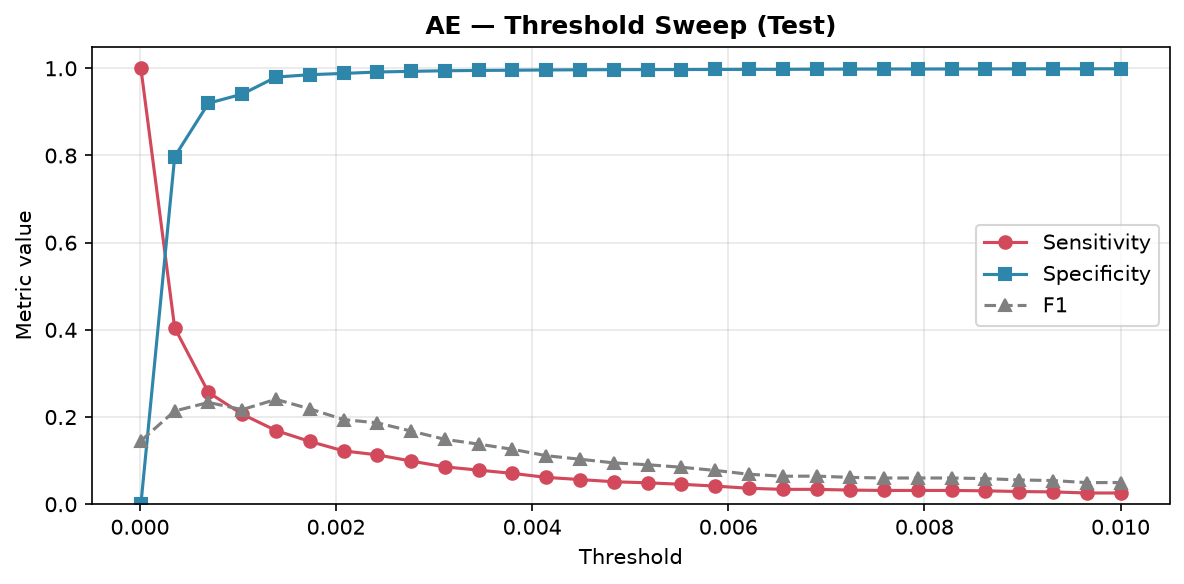 AE — Threshold Sweep (Test)
Metric value
1.0
0.8
0.6
0.4
0.2
0.0
Sensitivity
Specificity
F1
0.000 0.002 0.004 0.006 0.008 0.010
Threshold